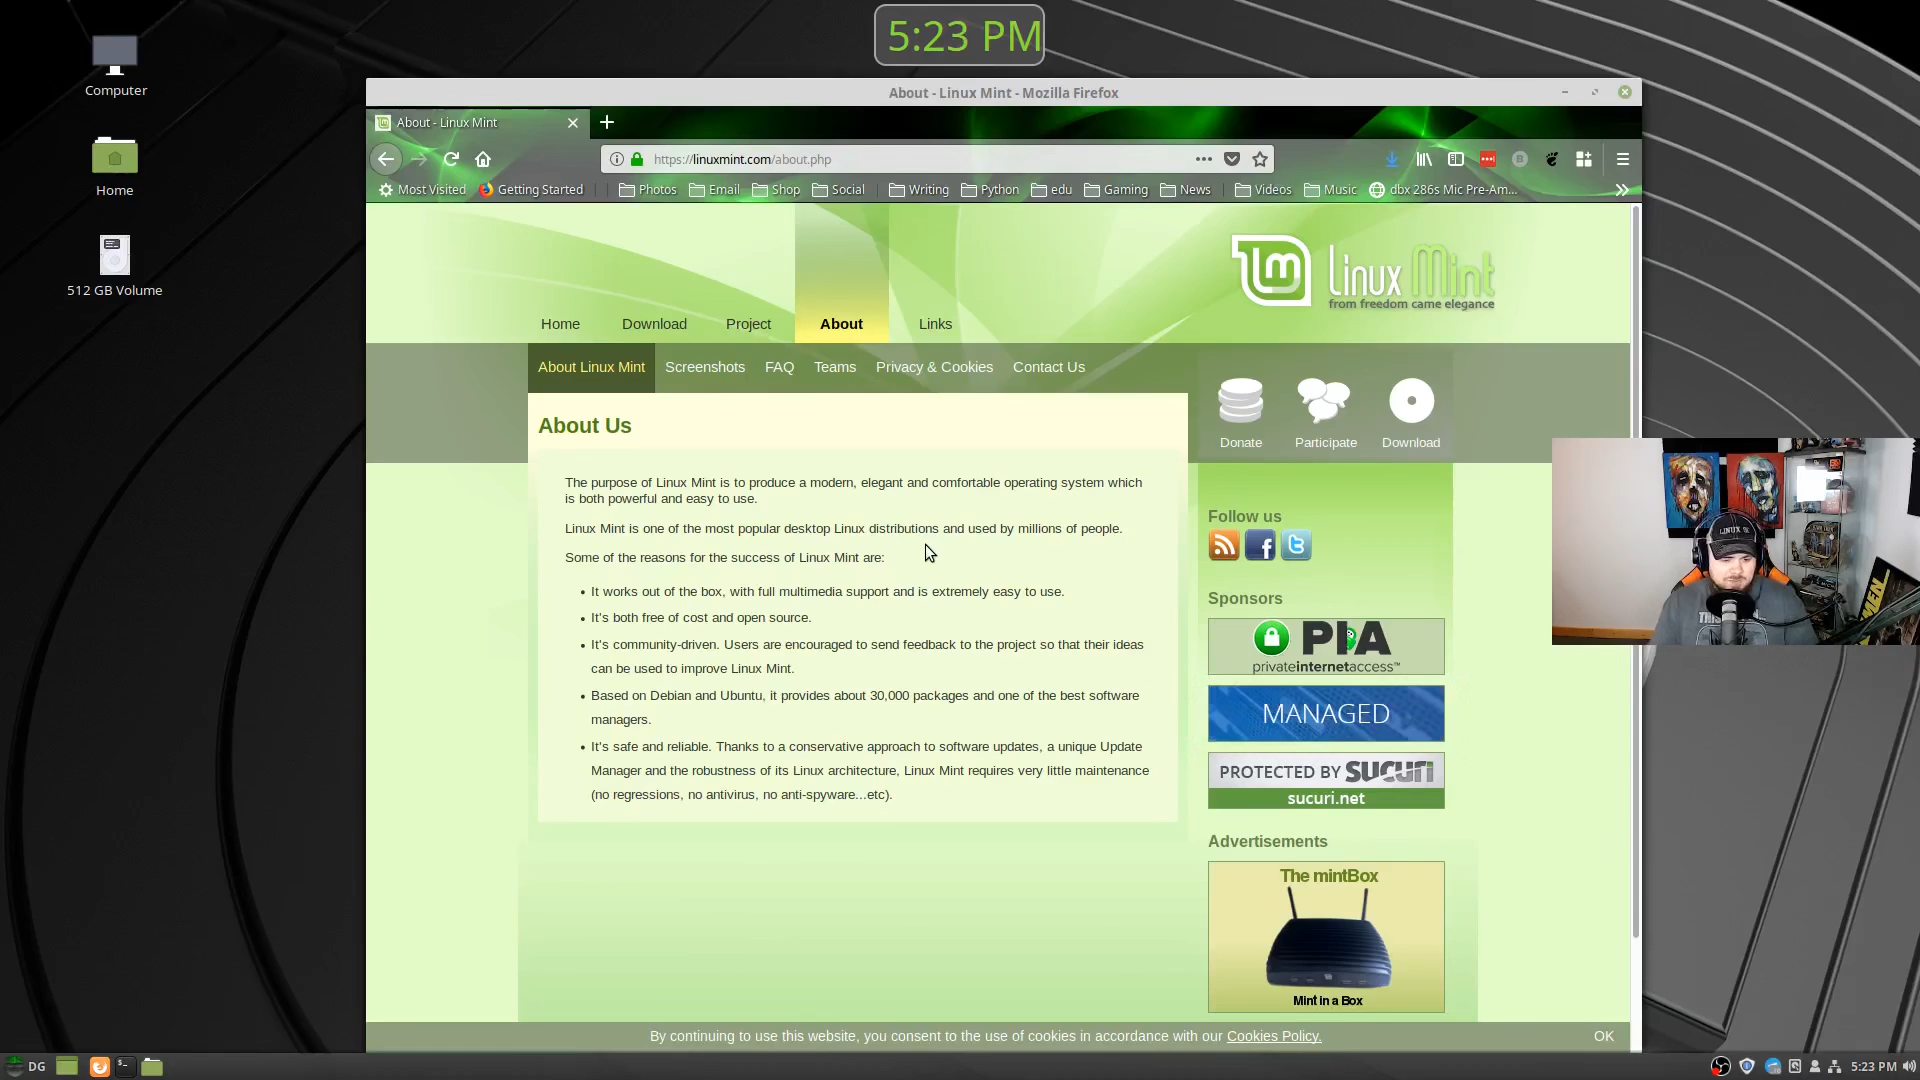 5:23 PM
Computer
Home
512 GB Volume
About - Linux Mint - Mozilla Firefox
About - Linux Mint
https://linuxmint.com/about.php
Most Visited Getting Started Photos Email Shop Social Writing Python edu Gaming News Videos Music dbx 286s Mic Pre-Am...
Linux Mint
from freedom came elegance
Home Download Project About Links
About Linux Mint Screenshots FAQ Teams Privacy & Cookies Contact Us
Donate Participate Download
About Us
The purpose of Linux Mint is to produce a modern, elegant and comfortable operating system which
is both powerful and easy to use.
Linux Mint is one of the most popular desktop Linux distributions and used by millions of people.
Some of the reasons for the success of Linux Mint are:
• It works out of the box, with full multimedia support and is extremely easy to use.
• It's both free of cost and open source.
• It's community-driven. Users are encouraged to send feedback to the project so that their ideas
can be used to improve Linux Mint.
• Based on Debian and Ubuntu, it provides about 30,000 packages and one of the best software
managers.
• It's safe and reliable. Thanks to a conservative approach to software updates, a unique Update
Manager and the robustness of its Linux architecture, Linux Mint requires very little maintenance
(no regressions, no antivirus, no anti-spyware...etc).
Follow us
Sponsors
PIA
privateinternetaccess™
MANAGED
PROTECTED BY SUCURI
sucuri.net
Advertisements
The mintBox
Mint in a Box
By continuing to use this website, you consent to the use of cookies in accordance with our Cookies Policy.
OK
DG
5:23 PM